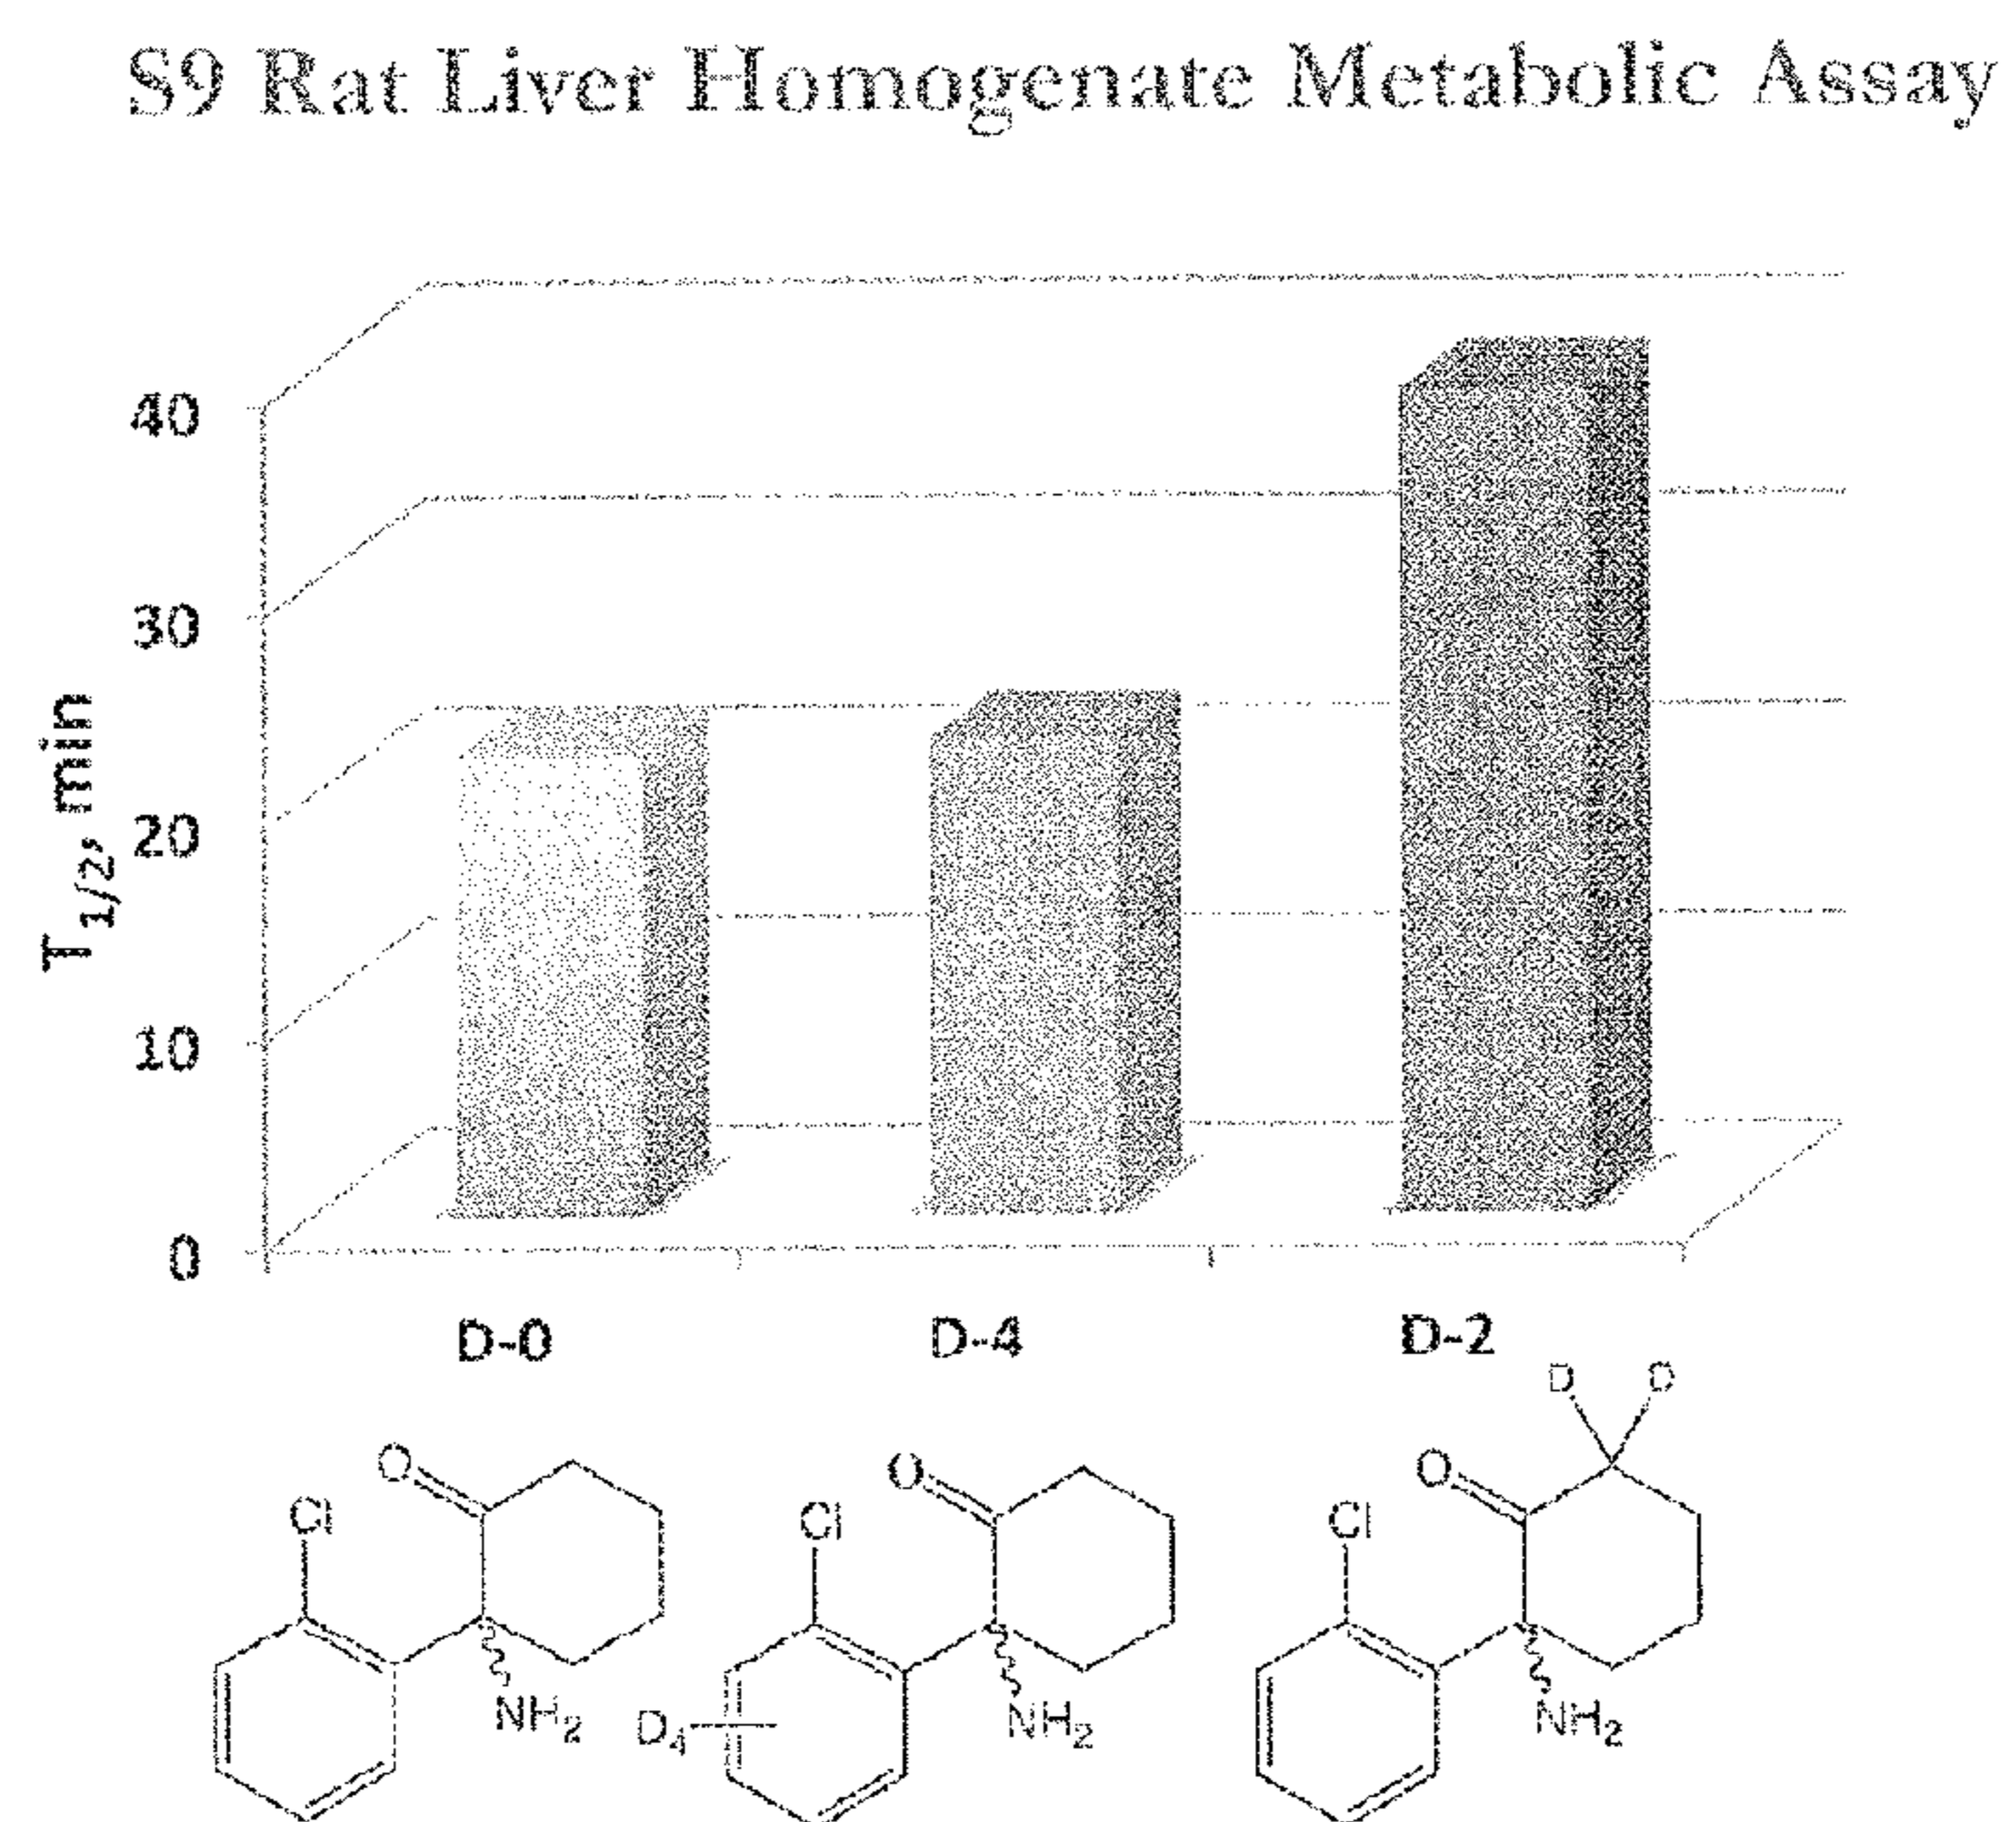 S9 Rat Liver Homogenate Metabolic Assay
40
30
20
10
0
T1/2, min
D-0
D-4
D-2
D D
O
Cl
NH2
O
Cl
D4
NH2
O
Cl
NH2